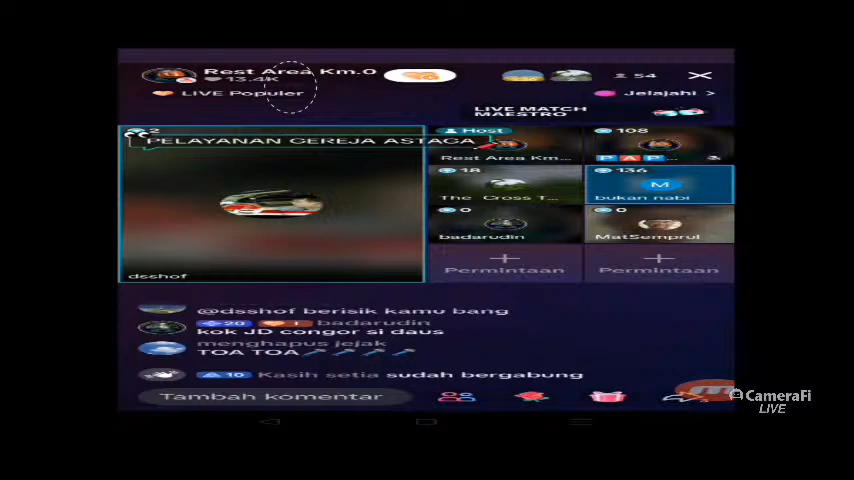 Rest Area Km.0
13.4K
54
LIVE Populer
Jelajahi >
LIVE MATCH
MAESTRO
2
PELAYANAN GEREJA ASTAGA
Host
108
Rest Area Km...
P A P...
18
136
The Cross T...
M
bukan nabi
0
0
badarudin
MatSemprul
Permintaan
Permintaan
dsshof
@dsshof berisik kamu bang
20
1
badarudin
kok JD congor si daus
menghapus jejak
TOA TOA
10
Kasih setia sudah bergabung
Tambah komentar
CameraFi
LIVE